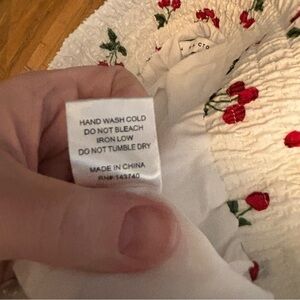 HAND WASH COLD
DO NOT BLEACH
IRON LOW
DO NOT TUMBLE DRY
MADE IN CHINA
RN# 143740